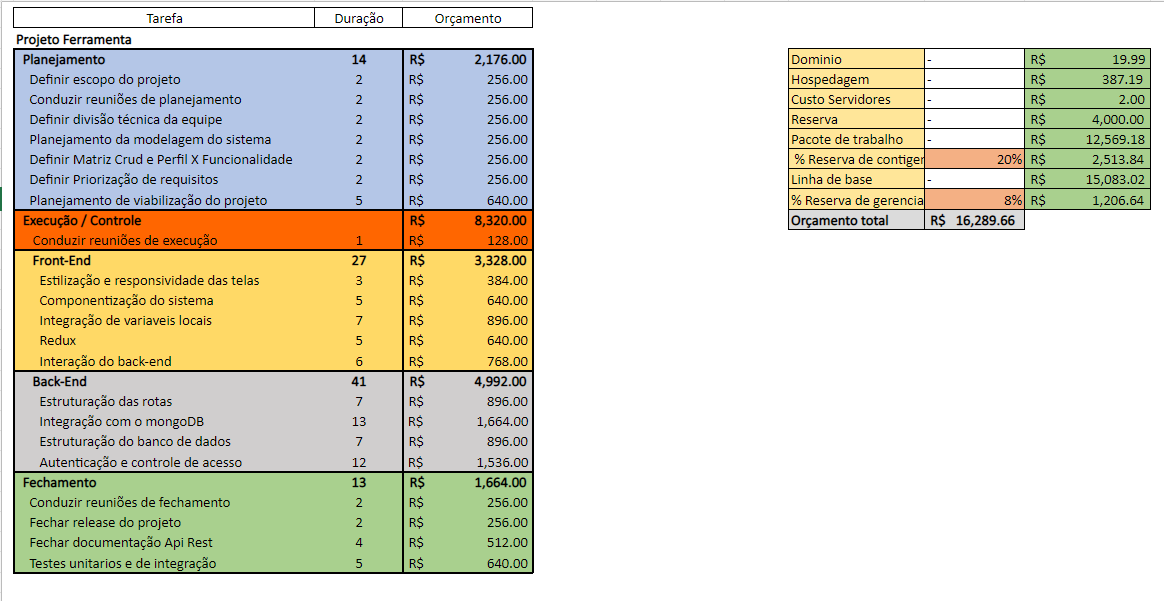 Tarefa Duração Orçamento
Projeto Ferramenta
Planejamento 14 R$ 2,176.00
Definir escopo do projeto 2 R$ 256.00
Conduzir reuniões de planejamento 2 R$ 256.00
Definir divisão técnica da equipe 2 R$ 256.00
Planejamento da modelagem do sistema 2 R$ 256.00
Definir Matriz Crud e Perfil X Funcionalidade 2 R$ 256.00
Definir Priorização de requisitos 2 R$ 256.00
Planejamento de viabilização do projeto 5 R$ 640.00
Execução / Controle R$ 8,320.00
Conduzir reuniões de execução 1 R$ 128.00
Front-End 27 R$ 3,328.00
Estilização e responsividade das telas 3 R$ 384.00
Componentização do sistema 5 R$ 640.00
Integração de variaveis locais 7 R$ 896.00
Redux 5 R$ 640.00
Interação do back-end 6 R$ 768.00
Back-End 41 R$ 4,992.00
Estruturação das rotas 7 R$ 896.00
Integração com o mongoDB 13 R$ 1,664.00
Estruturação do banco de dados 7 R$ 896.00
Autenticação e controle de acesso 12 R$ 1,536.00
Fechamento 13 R$ 1,664.00
Conduzir reuniões de fechamento 2 R$ 256.00
Fechar release do projeto 2 R$ 256.00
Fechar documentação Api Rest 4 R$ 512.00
Testes unitarios e de integração 5 R$ 640.00
Dominio - R$ 19.99
Hospedagem - R$ 387.19
Custo Servidores - R$ 2.00
Reserva - R$ 4,000.00
Pacote de trabalho - R$ 12,569.18
% Reserva de contiger 20% R$ 2,513.84
Linha de base - R$ 15,083.02
% Reserva de gerencia 8% R$ 1,206.64
Orçamento total R$ 16,289.66